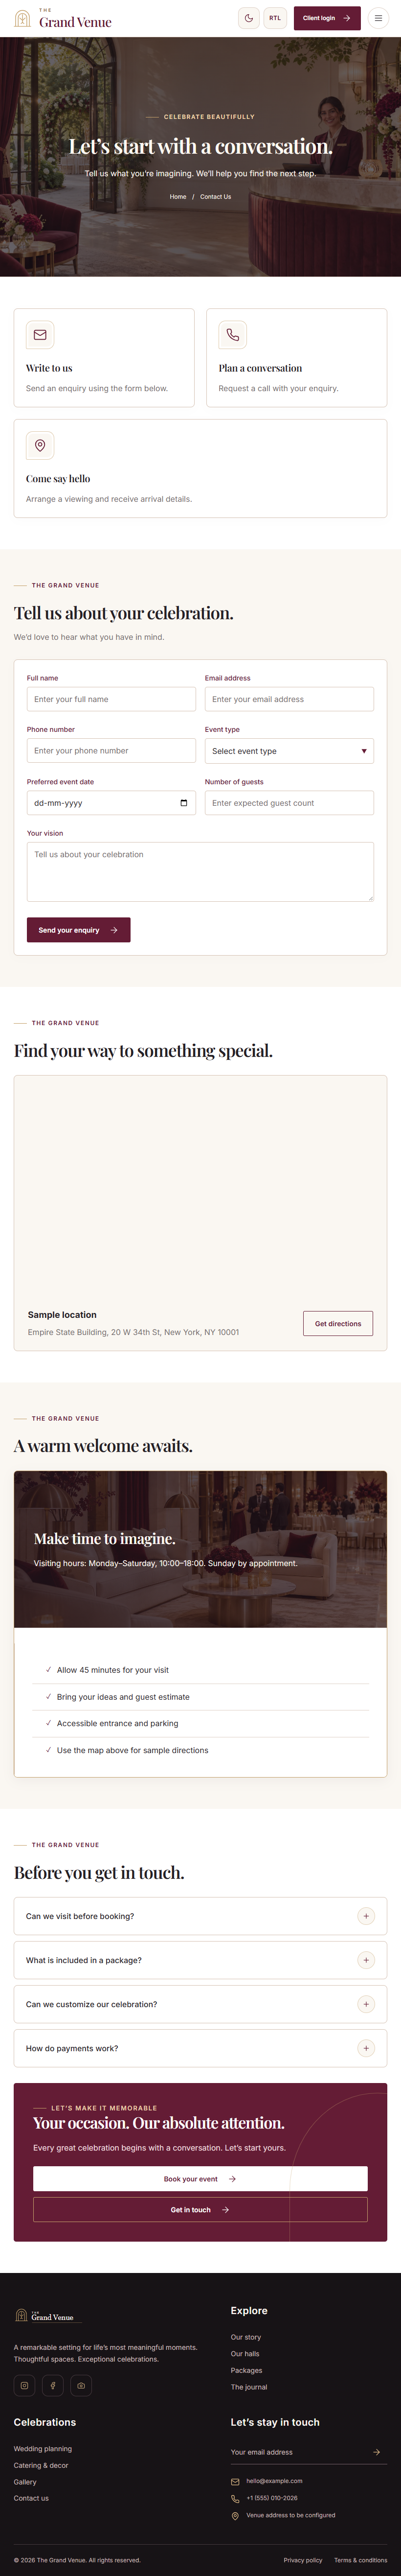 THE
Grand Venue
RTL
Client login
CELEBRATE BEAUTIFULLY
Let's start with a conversation.
Tell us what you're imagining. We'll help you find the next step.
Home / Contact Us
Write to us
Send an enquiry using the form below.
Plan a conversation
Request a call with your enquiry.
Come say hello
Arrange a viewing and receive arrival details.
THE GRAND VENUE
Tell us about your celebration.
We'd love to hear what you have in mind.
Full name
Enter your full name
Email address
Enter your email address
Phone number
Enter your phone number
Event type
Select event type
Preferred event date
dd-mm-yyyy
Number of guests
Enter expected guest count
Your vision
Tell us about your celebration
Send your enquiry
THE GRAND VENUE
Find your way to something special.
Sample location
Empire State Building, 20 W 34th St, New York, NY 10001
Get directions
THE GRAND VENUE
A warm welcome awaits.
Make time to imagine.
Visiting hours: Monday–Saturday, 10:00–18:00. Sunday by appointment.
✓ Allow 45 minutes for your visit
✓ Bring your ideas and guest estimate
✓ Accessible entrance and parking
✓ Use the map above for sample directions
THE GRAND VENUE
Before you get in touch.
Can we visit before booking?
What is included in a package?
Can we customize our celebration?
How do payments work?
LET'S MAKE IT MEMORABLE
Your occasion. Our absolute attention.
Every great celebration begins with a conversation. Let's start yours.
Book your event
Get in touch
THE
Grand Venue
A remarkable setting for life's most meaningful moments.
Thoughtful spaces. Exceptional celebrations.
Explore
Our story
Our halls
Packages
The journal
Celebrations
Wedding planning
Catering & decor
Gallery
Contact us
Let's stay in touch
Your email address
hello@example.com
+1 (555) 010-2026
Venue address to be configured
© 2026 The Grand Venue. All rights reserved.
Privacy policy
Terms & conditions